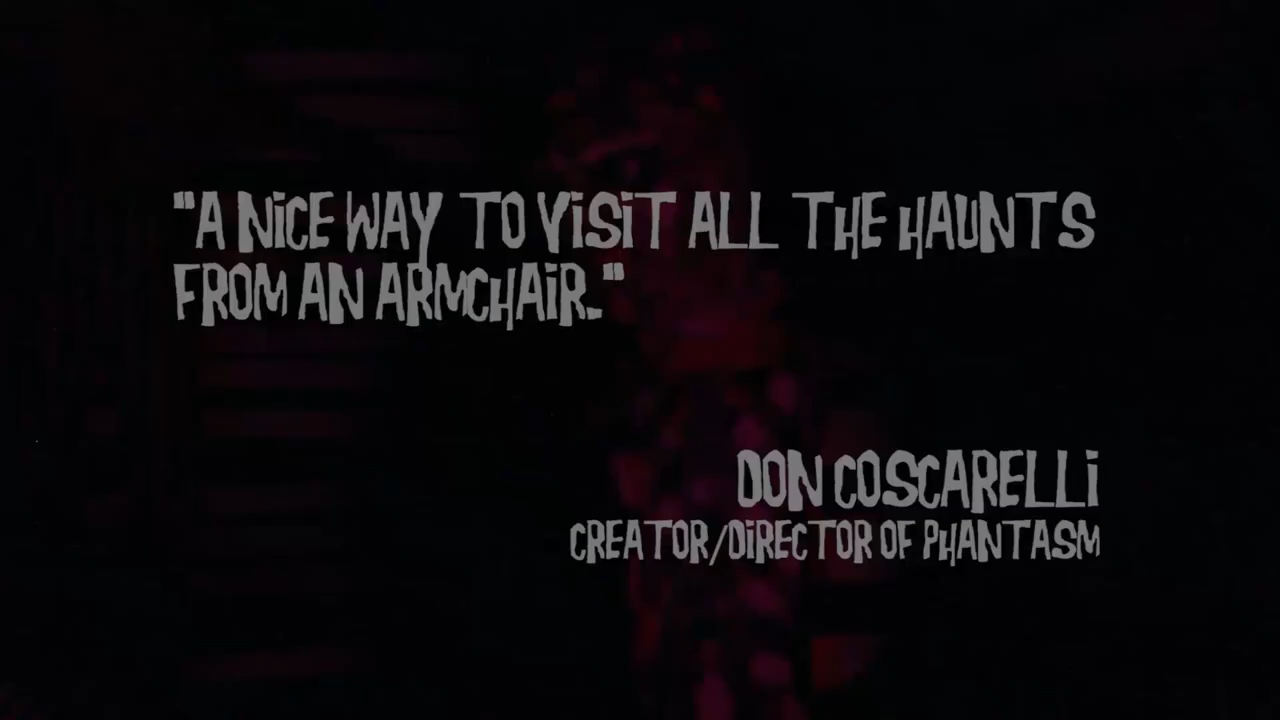 "A NiCE WAY TO ViSiT ALL THE HAUNTS
FROM AN ARMCHAiR."
DON COSCARELLi
CREATOR/DiRECTOR OF PHANTASM